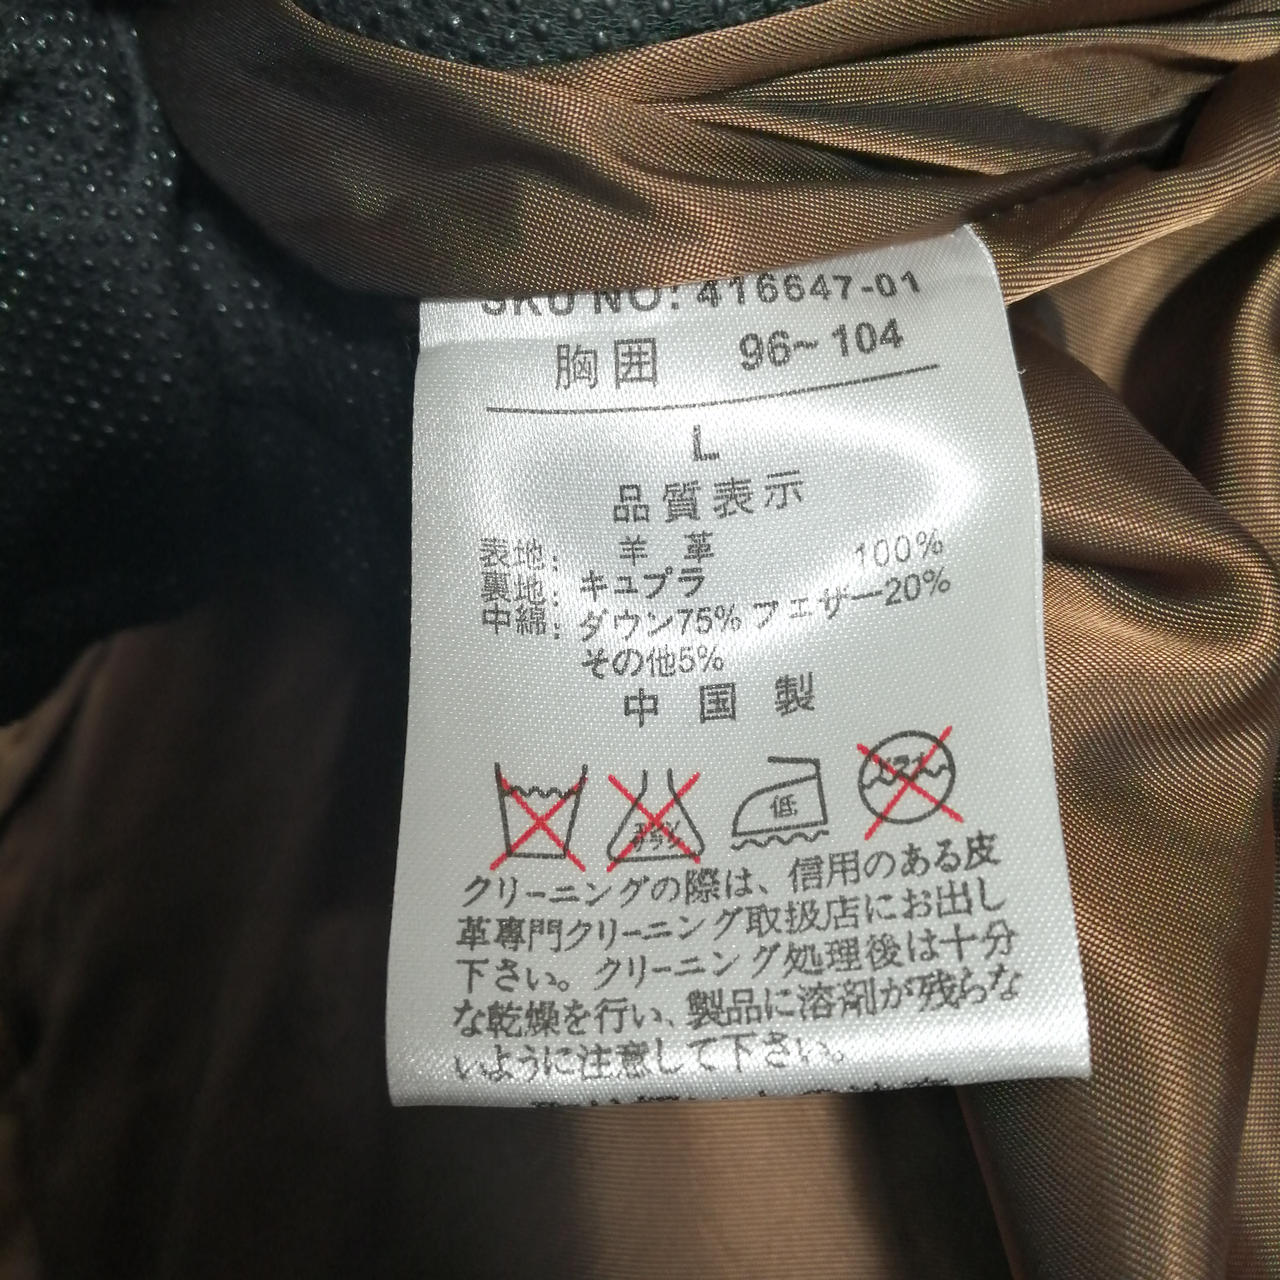 SKU NO: 416647-01
胸囲 96~104
L
品質表示
表地: 羊 革 100%
裏地: キュプラ
中綿: ダウン75% フェザー20%
その他5%
中国製
低
クリーニングの際は、信用のある皮
革専門クリーニング取扱店にお出し
下さい。クリーニング処理後は十分
な乾燥を行い、製品に溶剤が残らな
いように注意して下さい。